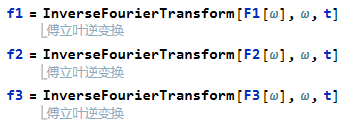 f1 = InverseFourierTransform[F1[ω], ω, t]
傅立叶逆变换
f2 = InverseFourierTransform[F2[ω], ω, t]
傅立叶逆变换
f3 = InverseFourierTransform[F3[ω], ω, t]
傅立叶逆变换